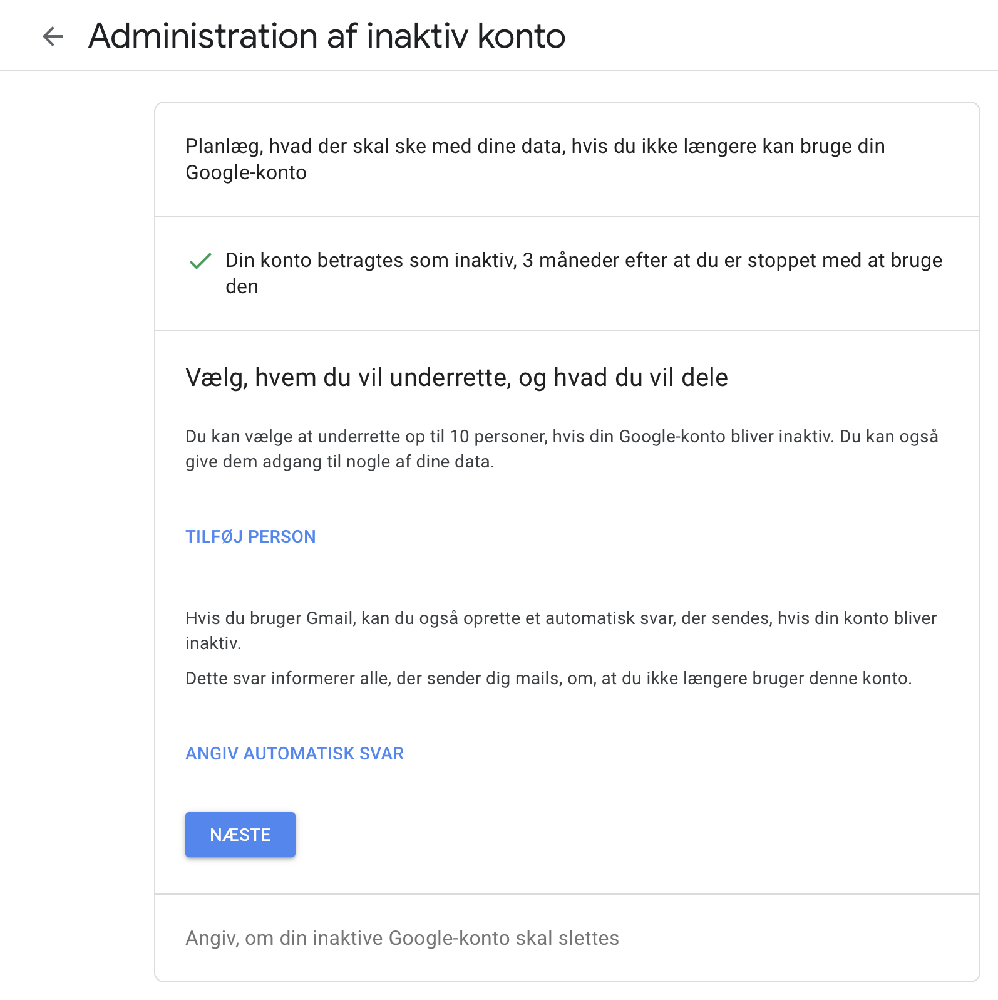 Administration af inaktiv konto
Planlæg, hvad der skal ske med dine data, hvis du ikke længere kan bruge din
Google-konto
Din konto betragtes som inaktiv, 3 måneder efter at du er stoppet med at bruge
den
Vælg, hvem du vil underrette, og hvad du vil dele
Du kan vælge at underrette op til 10 personer, hvis din Google-konto bliver inaktiv. Du kan også
give dem adgang til nogle af dine data.
TILFØJ PERSON
Hvis du bruger Gmail, kan du også oprette et automatisk svar, der sendes, hvis din konto bliver
inaktiv.
Dette svar informerer alle, der sender dig mails, om, at du ikke længere bruger denne konto.
ANGIV AUTOMATISK SVAR
NÆSTE
Angiv, om din inaktive Google-konto skal slettes